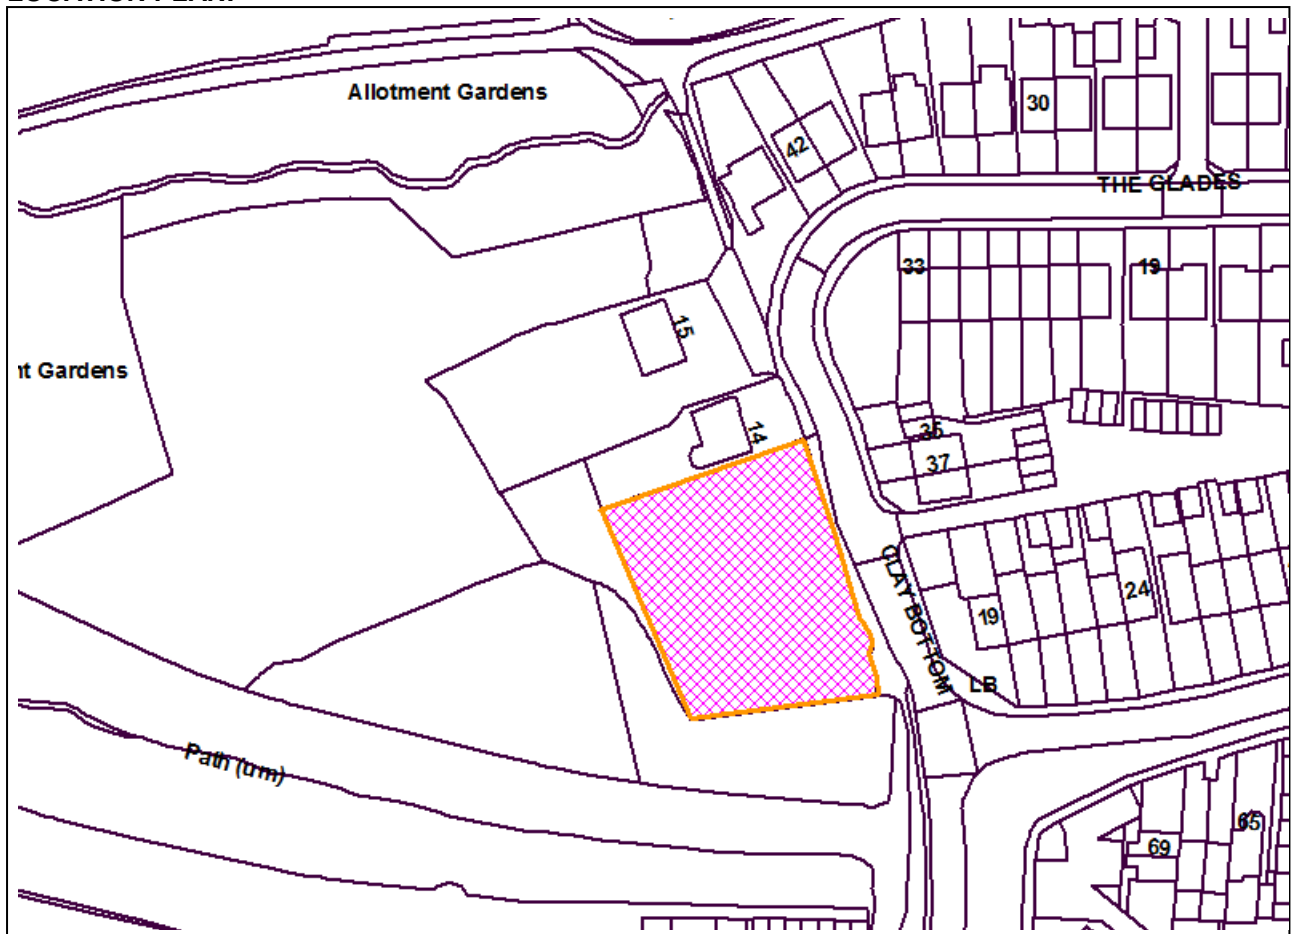 Allotment Gardens
30
42
THE GLADES
33
19
15
nt Gardens
14
35
37
CLAY BOTTOM
24
19
LB
Path (um)
65
69